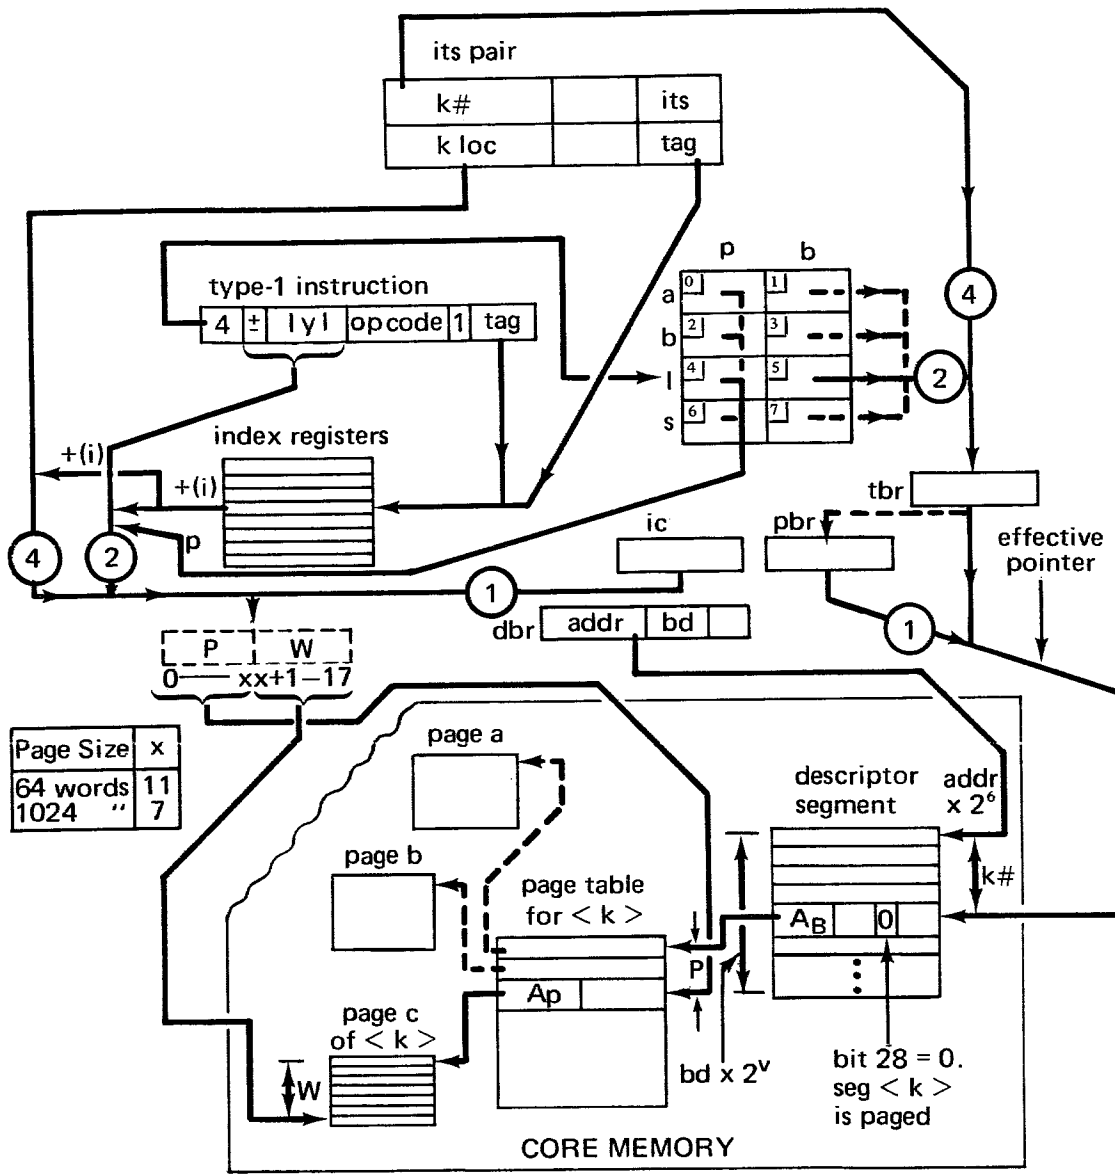 its pair
k# its
k loc tag
p b
type-1 instruction
4 ± |y| opcode 1 tag
a 0 1
b 2 3
l 4 5
s 6 7
4
2
index registers
+(i)
+(i)
tbr
pbr
effective
pointer
ic
p
4
2
1
1
dbr addr bd
P W
0—— xx+1–17
Page Size x
64 words 11
1024 “ 7
page a
descriptor
segment
addr
x 2⁶
k#
page b
page table
for < k >
A_B 0
P
Ap
page c
of < k >
W
bd x 2ᵛ
bit 28 = 0.
seg < k >
is paged
CORE MEMORY